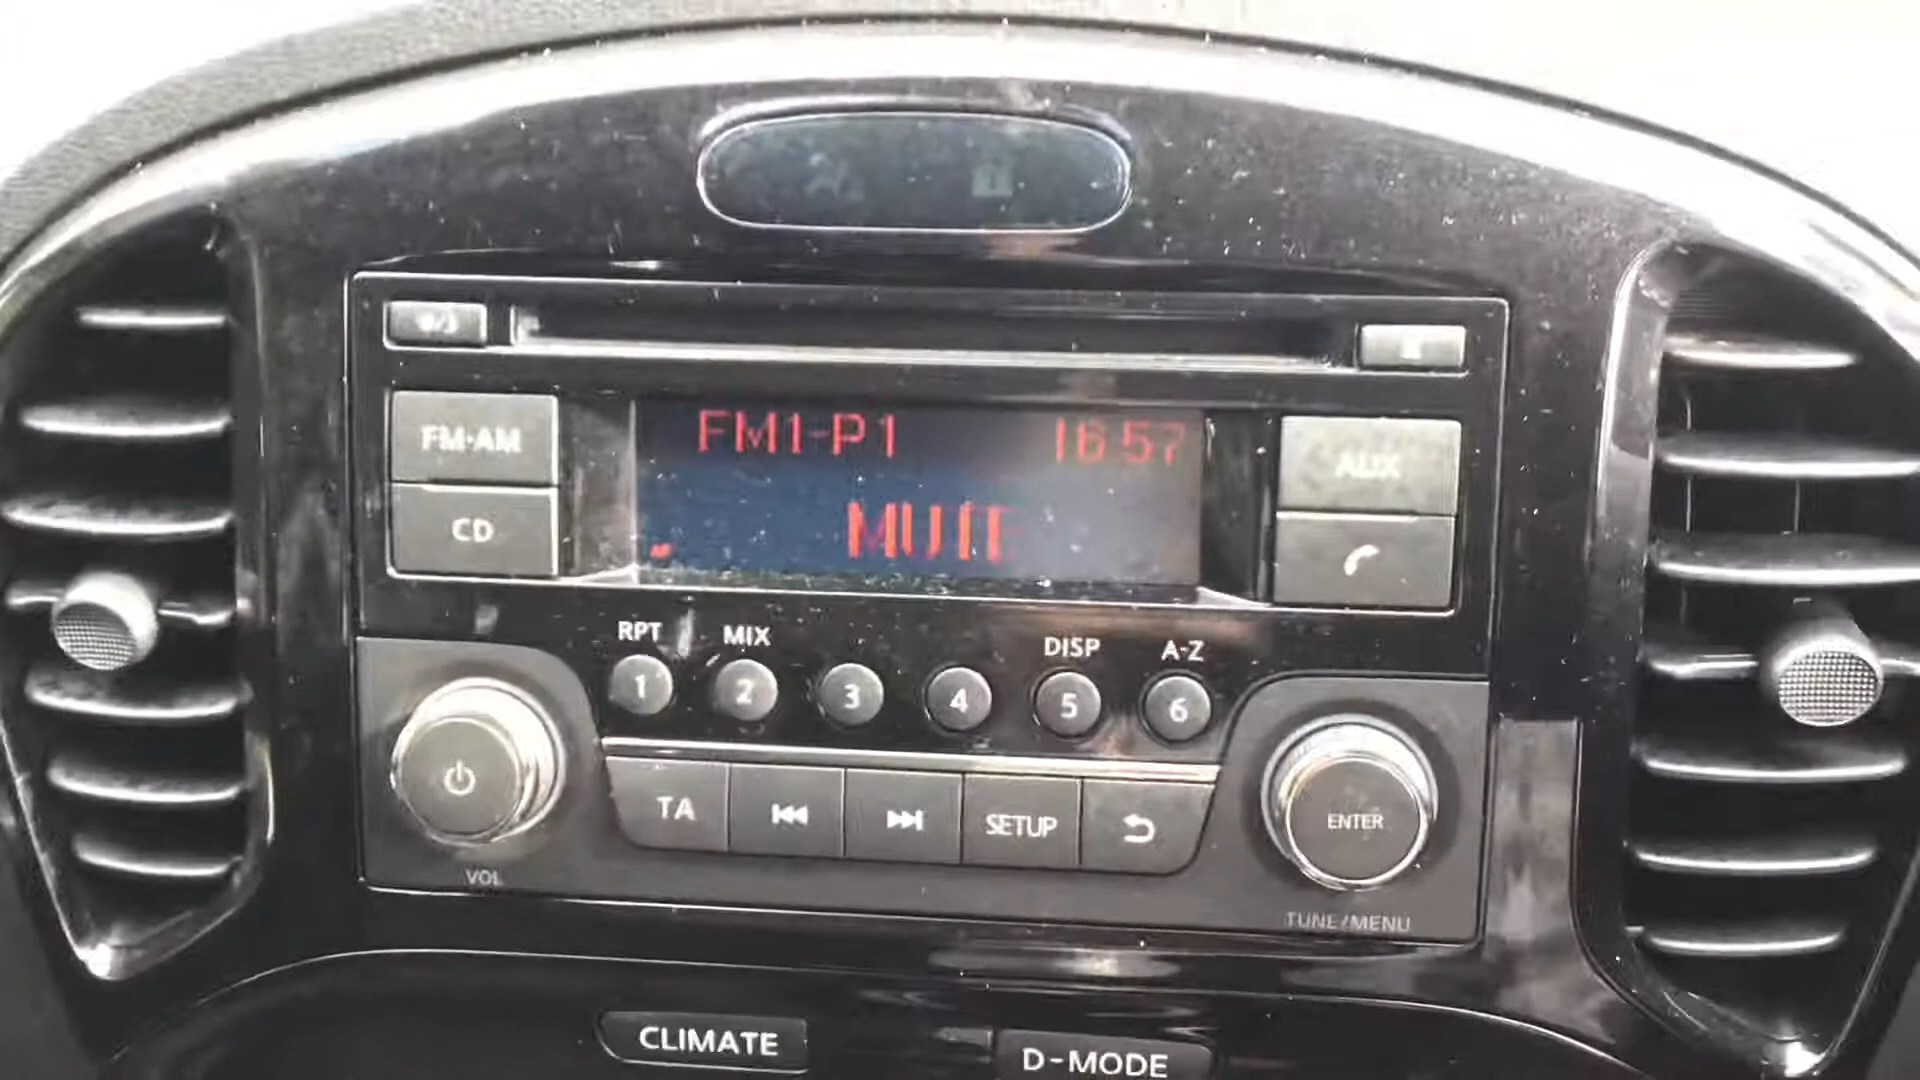 FM·AM
CD
FM1-P1 16:57
MUTE
AUX
RPT MIX DISP A-Z
1 2 3 4 5 6
TA SETUP
ENTER
VOL
TUNE/MENU
CLIMATE
D-MODE